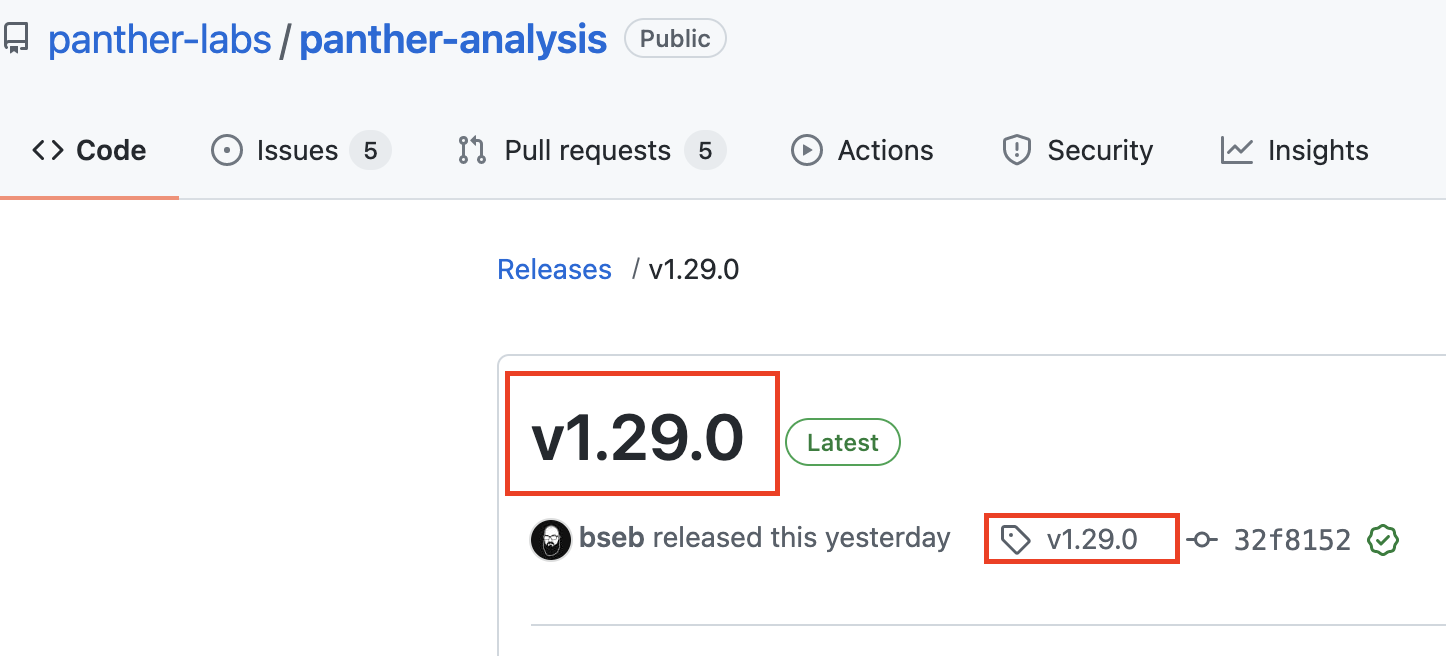 panther-labs / panther-analysis Public
Code Issues 5 Pull requests 5 Actions Security Insights
Releases / v1.29.0
v1.29.0 Latest
bseb released this yesterday v1.29.0 32f8152